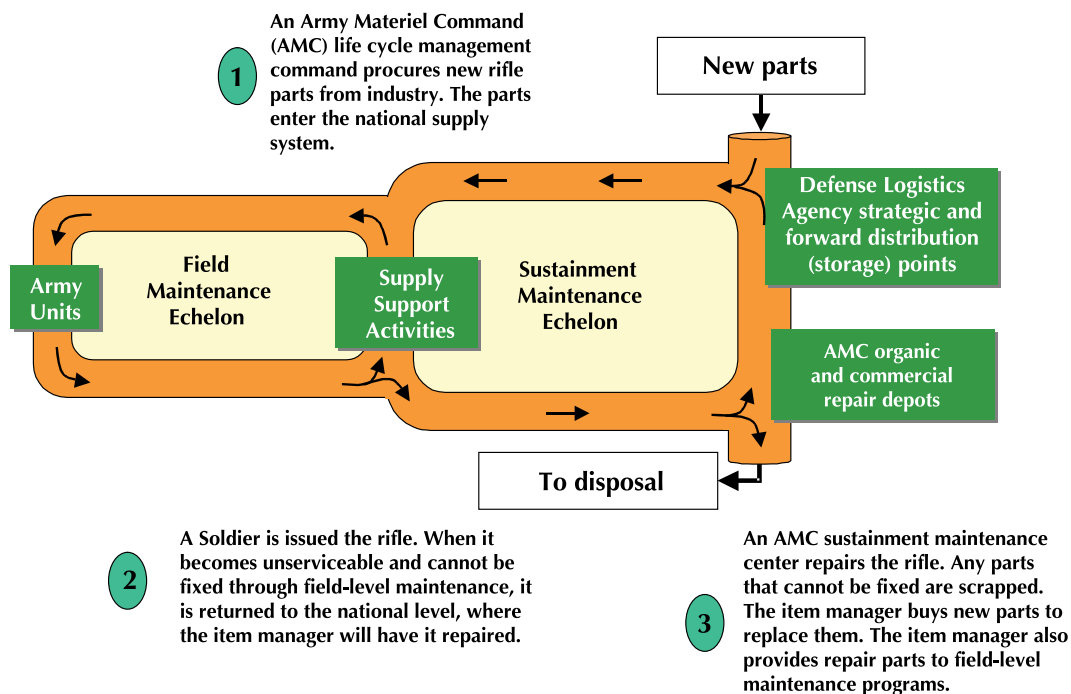 An Army Materiel Command
(AMC) life cycle management
command procures new rifle
parts from industry. The parts
enter the national supply
system.
1
New parts
Defense Logistics
Agency strategic and
forward distribution
(storage) points
Army
Units
Field
Maintenance
Echelon
Supply
Support
Activities
Sustainment
Maintenance
Echelon
AMC organic
and commercial
repair depots
To disposal
2
A Soldier is issued the rifle. When it
becomes unserviceable and cannot be
fixed through field-level maintenance, it
is returned to the national level, where
the item manager will have it repaired.
3
An AMC sustainment maintenance
center repairs the rifle. Any parts
that cannot be fixed are scrapped.
The item manager buys new parts to
replace them. The item manager also
provides repair parts to field-level
maintenance programs.